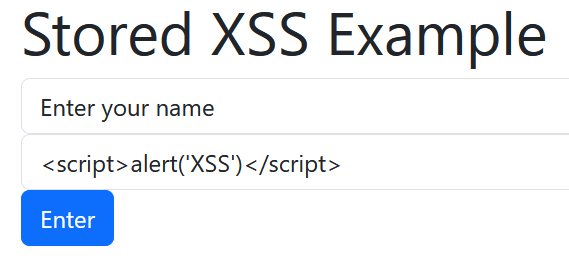 Stored XSS Example
Enter your name
<script>alert('XSS')</script>
Enter